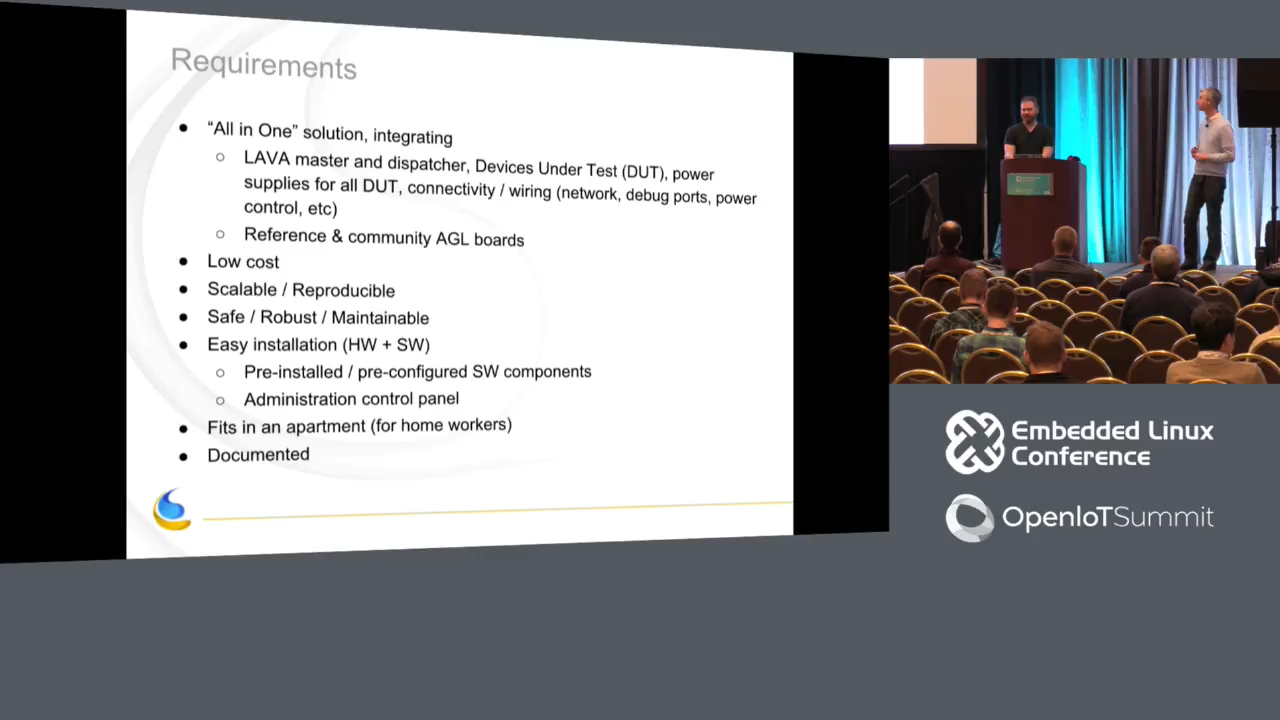 Requirements
● “All in One” solution, integrating
○ LAVA master and dispatcher, Devices Under Test (DUT), power
supplies for all DUT, connectivity / wiring (network, debug ports, power
control, etc)
○ Reference & community AGL boards
● Low cost
● Scalable / Reproducible
● Safe / Robust / Maintainable
● Easy installation (HW + SW)
○ Pre-installed / pre-configured SW components
○ Administration control panel
● Fits in an apartment (for home workers)
● Documented
Embedded Linux
Conference
OpenIoTSummit